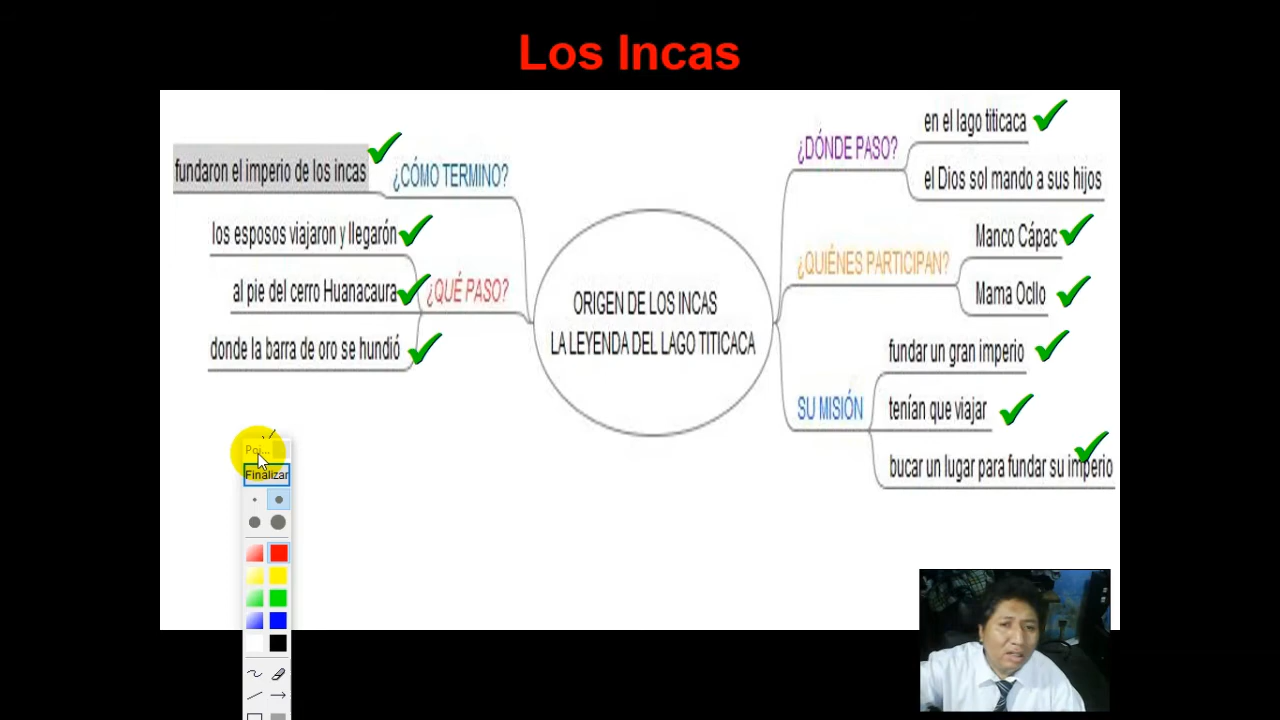 Los Incas
fundaron el imperio de los incas
¿CÓMO TERMINO?
los esposos viajaron y llegarón
al pie del cerro Huanacaura
donde la barra de oro se hundió
¿QUÉ PASO?
ORIGEN DE LOS INCAS
LA LEYENDA DEL LAGO TITICACA
¿DÓNDE PASO?
en el lago titicaca
el Dios sol mando a sus hijos
¿QUIÉNES PARTICIPAN?
Manco Cápac
Mama Ocllo
SU MISIÓN
fundar un gran imperio
tenían que viajar
bucar un lugar para fundar su imperio
Poi...
Finalizar